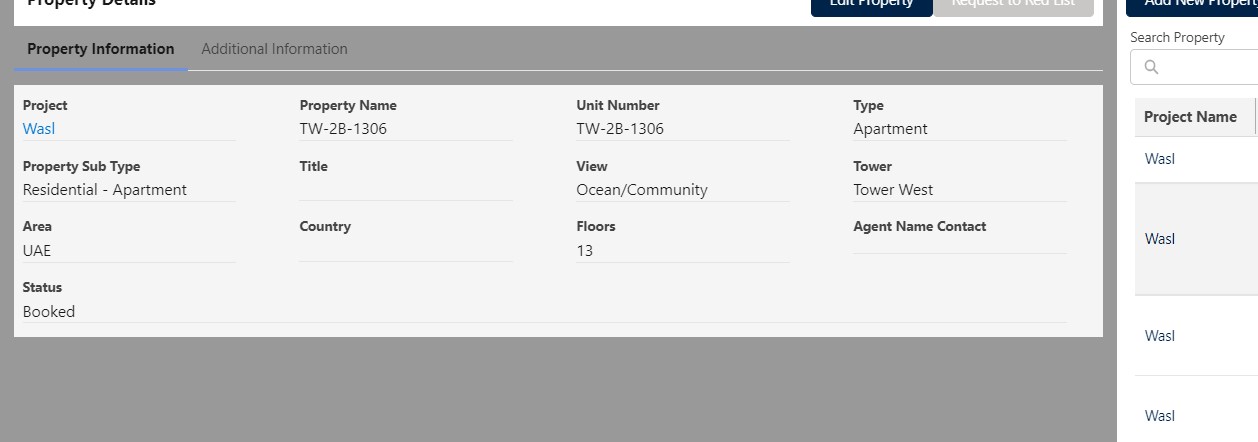 Property Details
Edit Property
Request to Red List
Add New Property
Property Information
Additional Information
Search Property
Project
Property Name
Unit Number
Type
Wasl
TW-2B-1306
TW-2B-1306
Apartment
Property Sub Type
Title
View
Tower
Residential - Apartment
Ocean/Community
Tower West
Area
Country
Floors
Agent Name Contact
UAE
13
Status
Booked
Project Name
Wasl
Wasl
Wasl
Wasl